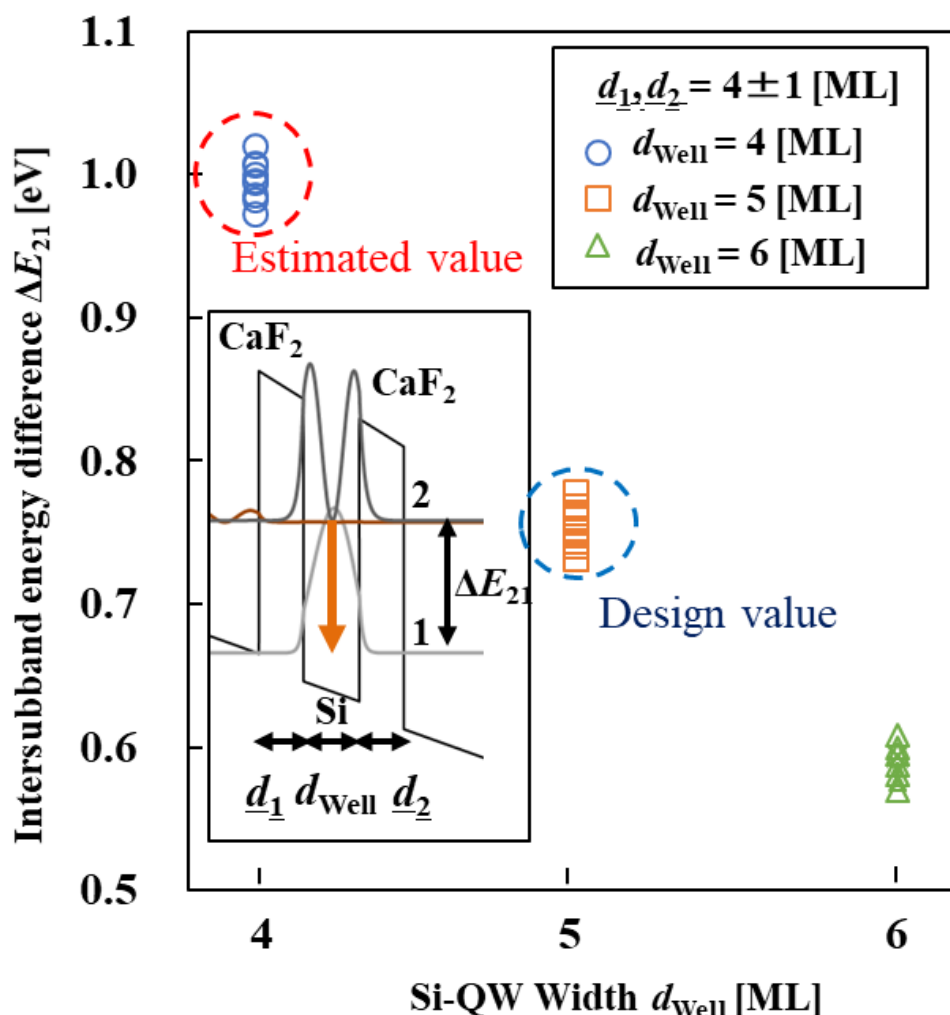 Intersubband energy difference ΔE21 [eV]
1.1
1.0
0.9
0.8
0.7
0.6
0.5
d1,d2 = 4±1 [ML]
dWell = 4 [ML]
dWell = 5 [ML]
dWell = 6 [ML]
Estimated value
CaF2
CaF2
2
ΔE21
1
Si
d1 dWell d2
Design value
4 5 6
Si-QW Width dWell [ML]